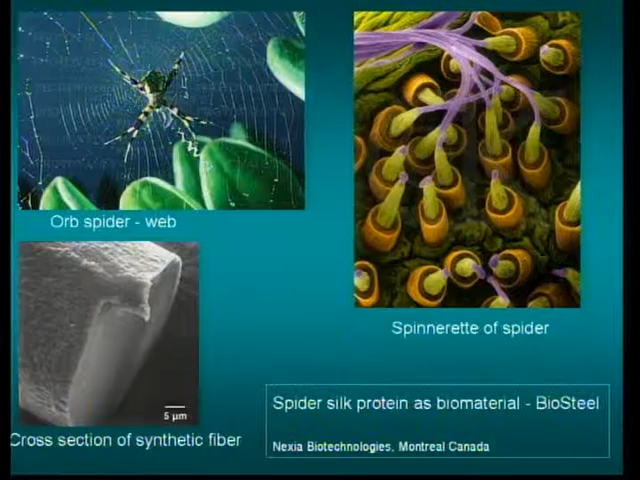 Orb spider - web
Spinnerette of spider
5 µm
Cross section of synthetic fiber
Spider silk protein as biomaterial - BioSteel
Nexia Biotechnologies, Montreal Canada